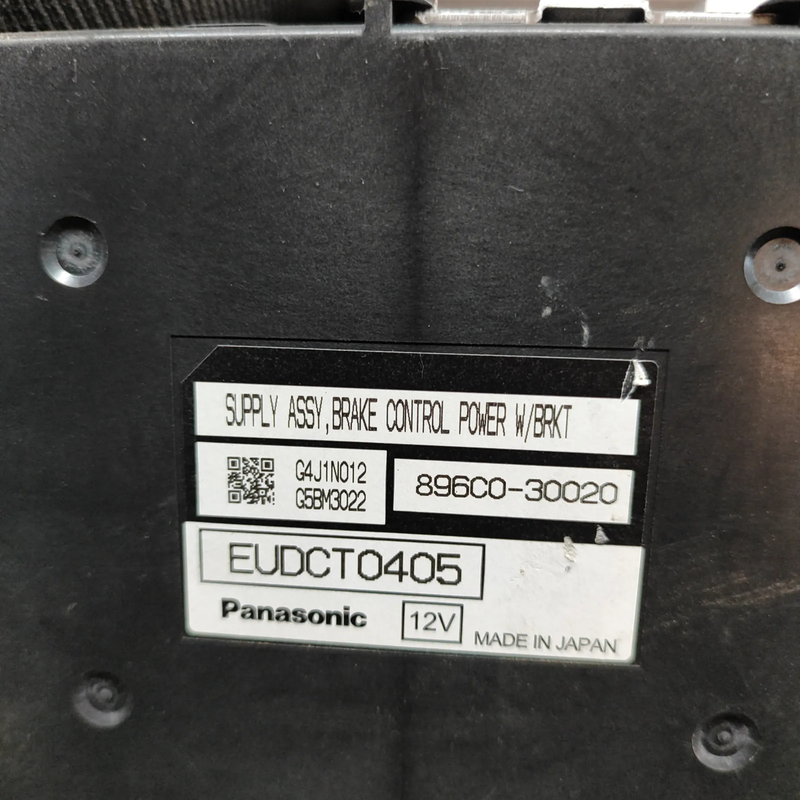 SUPPLY ASSY,BRAKE CONTROL POWER W/BRKT
G4J1N012
G5BM3022
896C0-30020
EUDCT0405
Panasonic
12V
MADE IN JAPAN